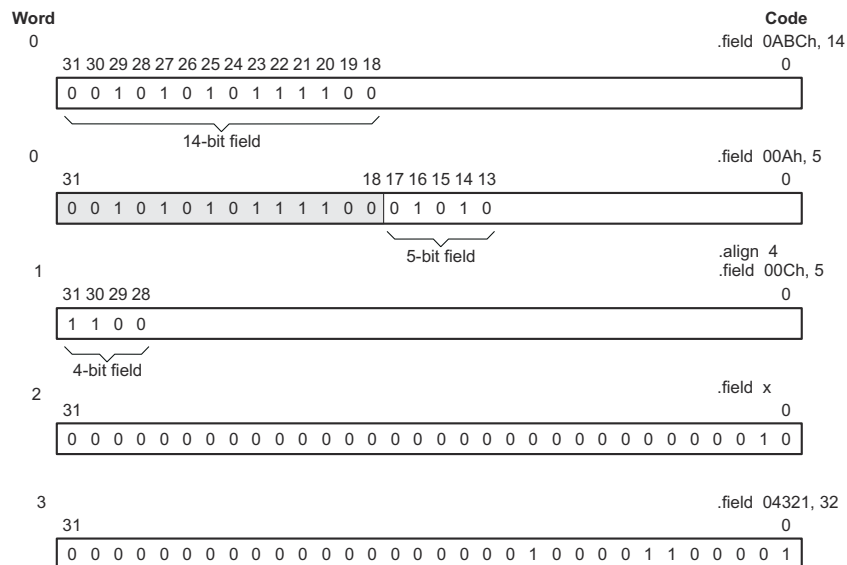 Word Code
0 .field 0ABCh, 14
31 30 29 28 27 26 25 24 23 22 21 20 19 18 0
0 0 1 0 1 0 1 0 1 1 1 1 0 0
14-bit field
0 .field 00Ah, 5
31 18 17 16 15 14 13 0
0 0 1 0 1 0 1 0 1 1 1 1 0 0 0 1 0 1 0
5-bit field
.align 4
1 .field 00Ch, 5
31 30 29 28 0
1 1 0 0
4-bit field
2 .field x
31 0
0 0 0 0 0 0 0 0 0 0 0 0 0 0 0 0 0 0 0 0 0 0 0 0 0 0 0 0 0 0 1 0
3 .field 04321, 32
31 0
0 0 0 0 0 0 0 0 0 0 0 0 0 0 0 0 0 0 0 0 1 0 0 0 0 1 1 0 0 0 0 1